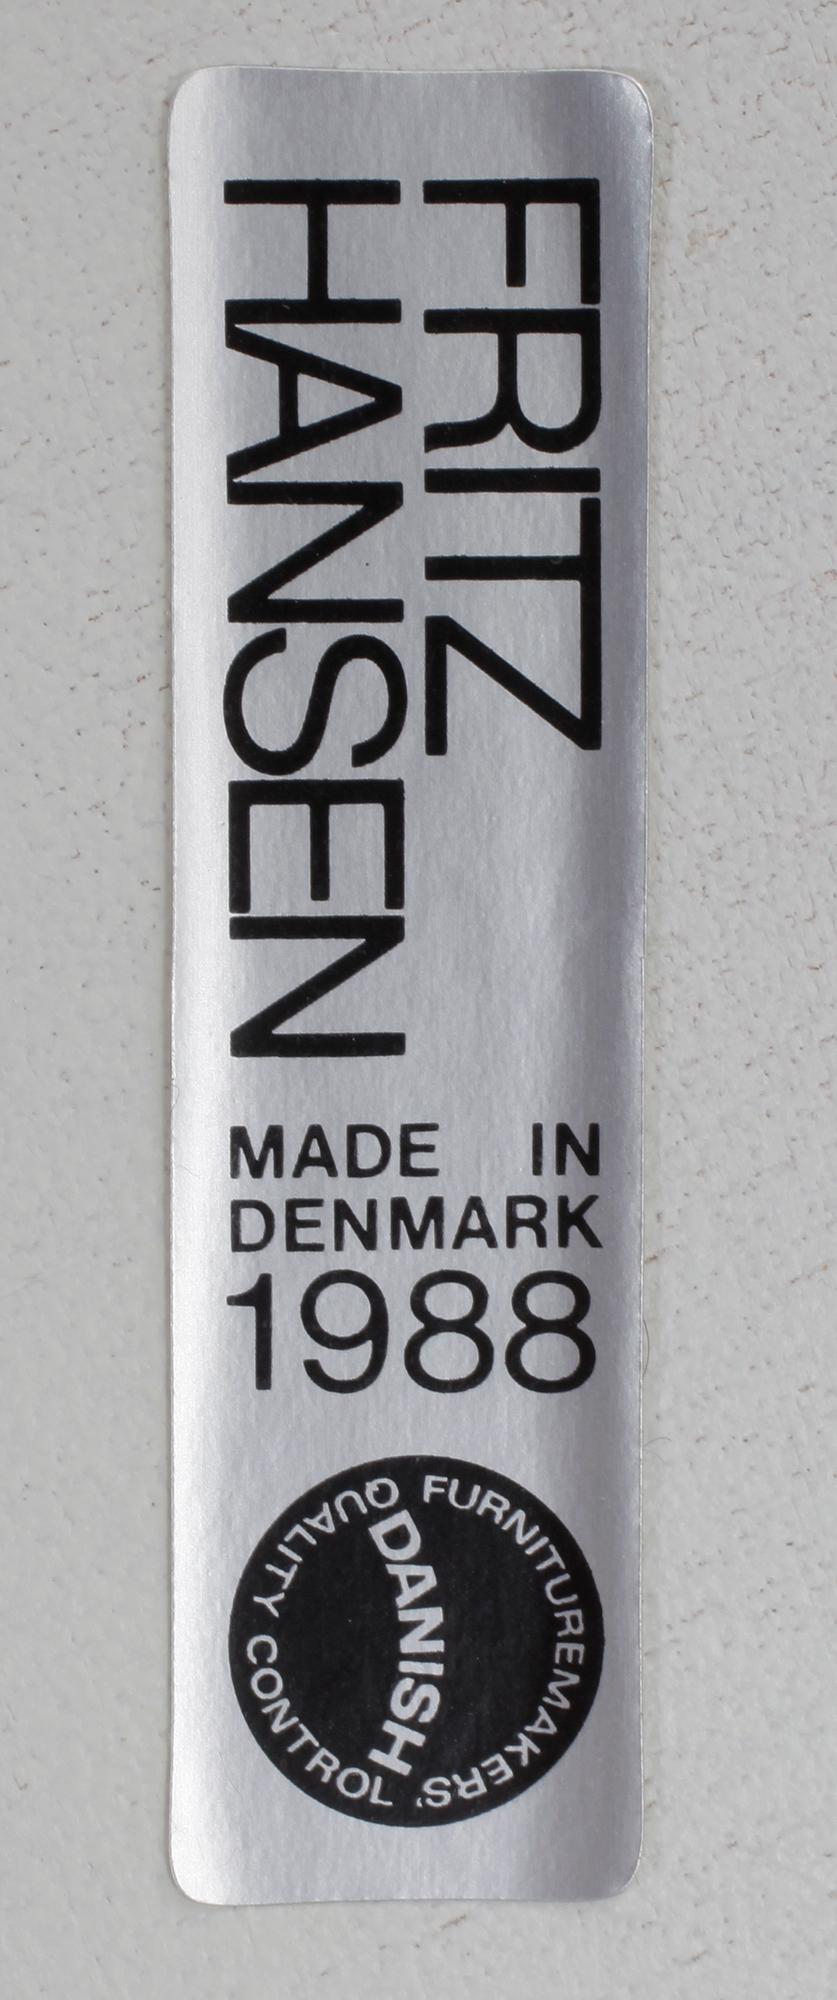 FRITZ
HANSEN
MADE IN
DENMARK
1988
DANISH
FURNITUREMAKERS'
QUALITY CONTROL